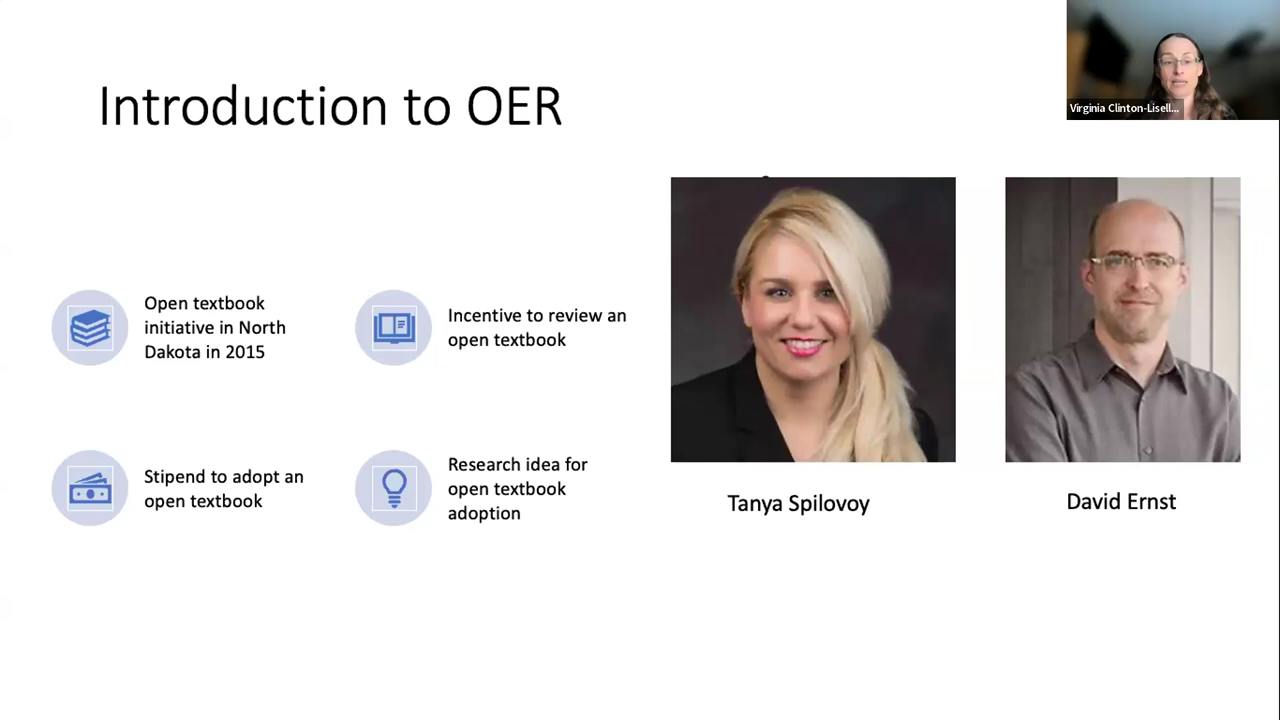 Introduction to OER
Virginia Clinton-Lisell...
Open textbook
initiative in North
Dakota in 2015
Incentive to review an
open textbook
Stipend to adopt an
open textbook
Research idea for
open textbook
adoption
Tanya Spilovoy
David Ernst